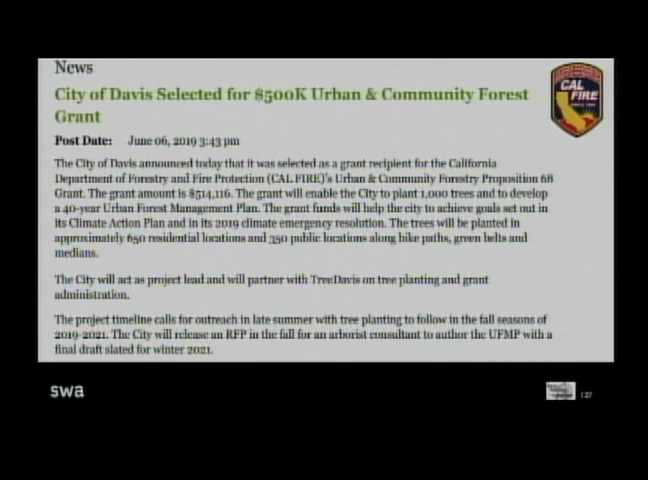 News
City of Davis Selected for $500K Urban & Community Forest
Grant
Post Date: June 06, 2019 3:43 pm
CAL
FIRE
The City of Davis announced today that it was selected as a grant recipient for the California
Department of Forestry and Fire Protection (CAL FIRE)'s Urban & Community Forestry Proposition 68
Grant. The grant amount is $514,116. The grant will enable the City to plant 1,000 trees and to develop
a 40-year Urban Forest Management Plan. The grant funds will help the city to achieve goals set out in
its Climate Action Plan and in its 2019 climate emergency resolution. The trees will be planted in
approximately 650 residential locations and 350 public locations along bike paths, green belts and
medians.
The City will act as project lead and will partner with TreeDavis on tree planting and grant
administration.
The project timeline calls for outreach in late summer with tree planting to follow in the fall seasons of
2019-2021. The City will release an RFP in the fall for an arborist consultant to author the UFMP with a
final draft slated for winter 2021.
swa